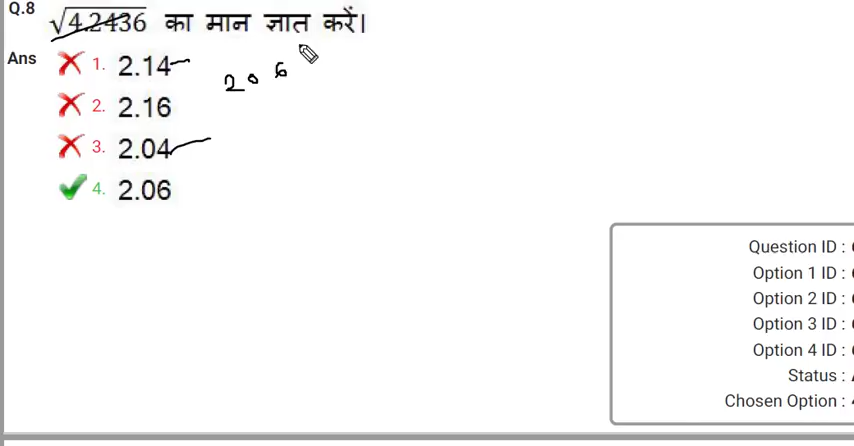 Q.8 √4.2436 का मान ज्ञात करें।
Ans 1. 2.14
2 0 6
2. 2.16
3. 2.04
4. 2.06
Question ID :
Option 1 ID :
Option 2 ID :
Option 3 ID :
Option 4 ID :
Status :
Chosen Option :